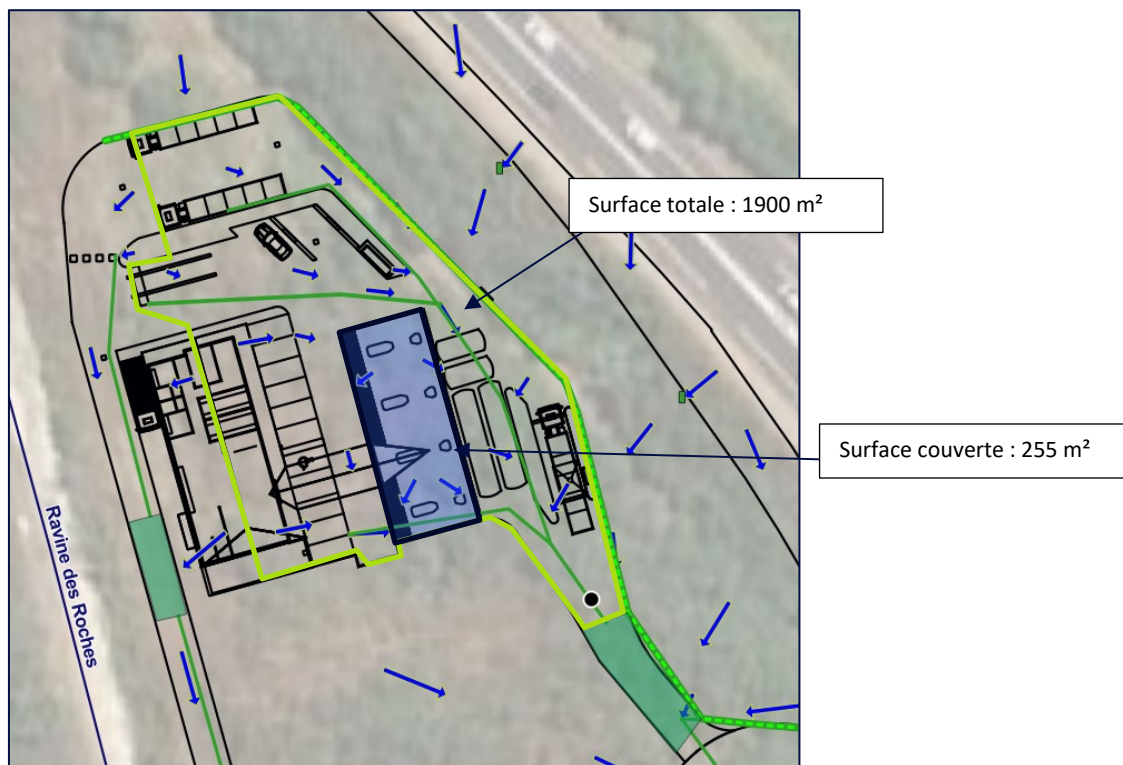 Surface totale : 1900 m²
Surface couverte : 255 m²
Ravine des Roches